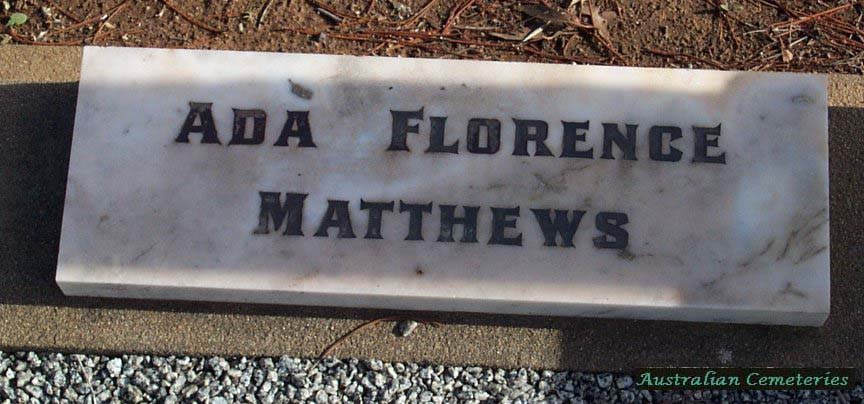 ADA FLORENCE
MATTHEWS
Australian Cemeteries